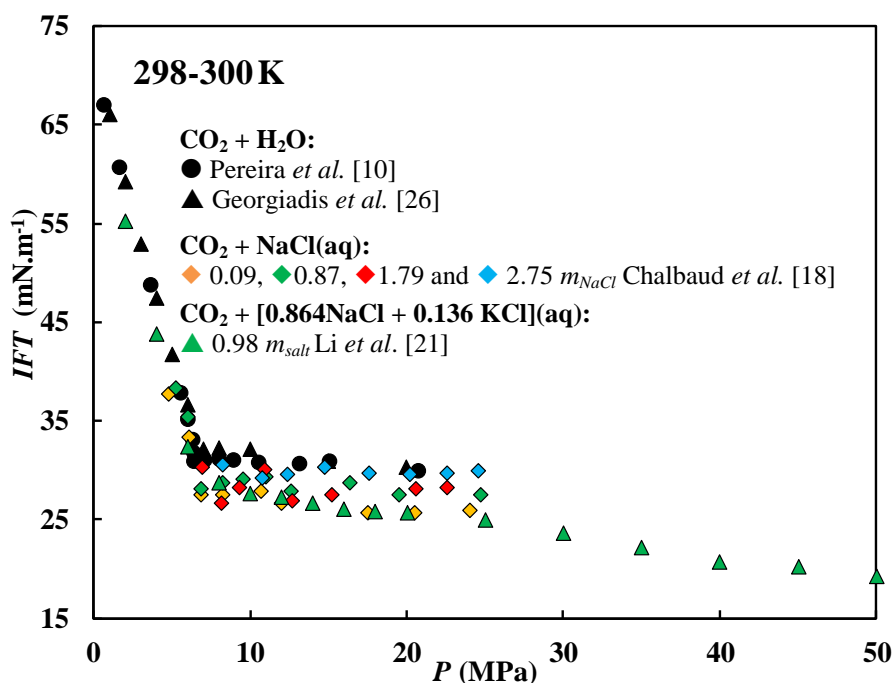 75
65
55
45
35
25
15
IFT (mN.m⁻¹)
298-300 K
CO₂ + H₂O:
Pereira et al. [10]
Georgiadis et al. [26]
CO₂ + NaCl(aq):
0.09, 0.87, 1.79 and 2.75 m_NaCl Chalbaud et al. [18]
CO₂ + [0.864NaCl + 0.136 KCl](aq):
0.98 m_salt Li et al. [21]
0 10 20 30 40 50
P (MPa)